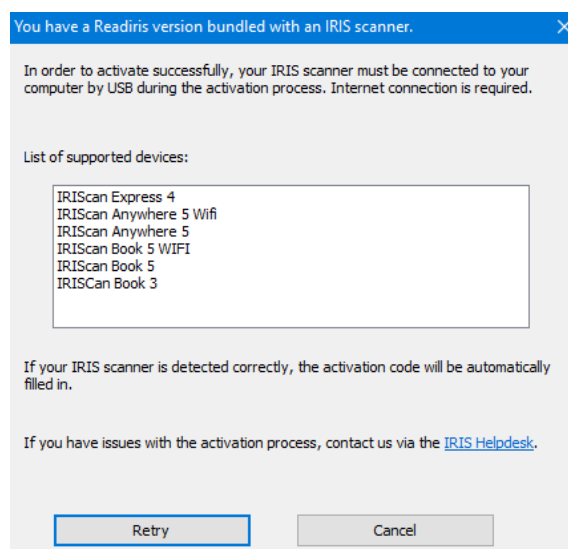 You have a Readiris version bundled with an IRIS scanner.
In order to activate successfully, your IRIS scanner must be connected to your
computer by USB during the activation process. Internet connection is required.
List of supported devices:
IRIScan Express 4
IRIScan Anywhere 5 Wifi
IRIScan Anywhere 5
IRIScan Book 5 WIFI
IRIScan Book 5
IRISCan Book 3
If your IRIS scanner is detected correctly, the activation code will be automatically
filled in.
If you have issues with the activation process, contact us via the IRIS Helpdesk.
Retry
Cancel